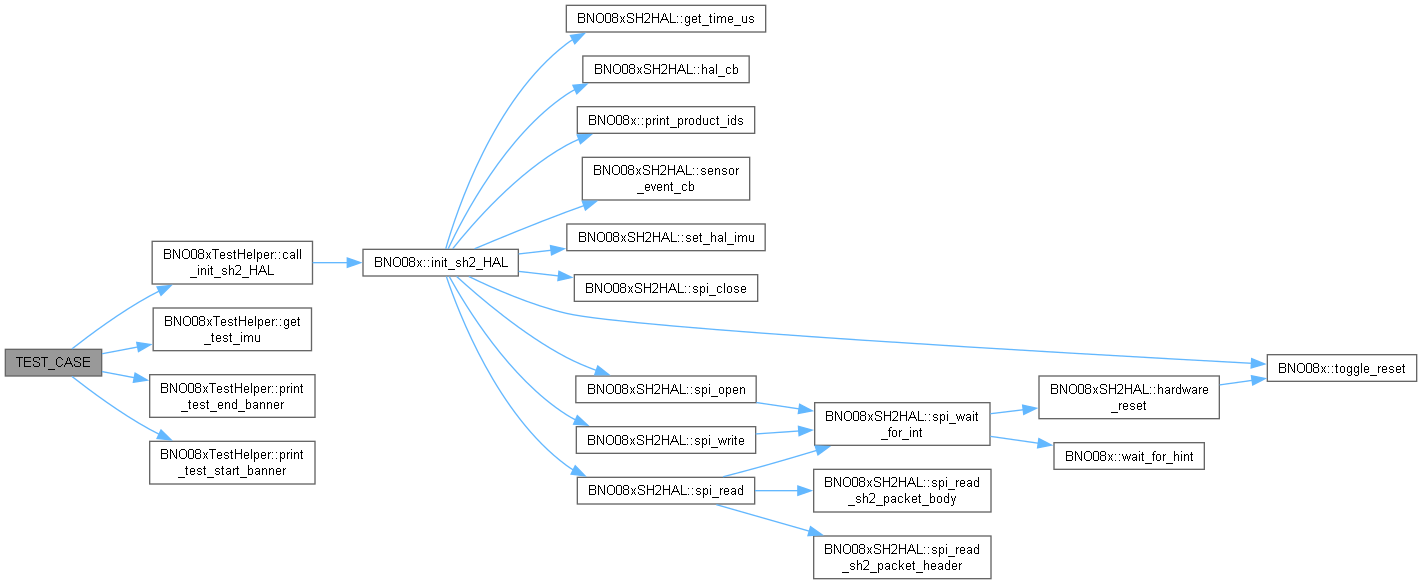 TEST_CASE
BNO08xTestHelper::call
_init_sh2_HAL
BNO08xTestHelper::get
_test_imu
BNO08xTestHelper::print
_test_end_banner
BNO08xTestHelper::print
_test_start_banner
BNO08x::init_sh2_HAL
BNO08xSH2HAL::get_time_us
BNO08xSH2HAL::hal_cb
BNO08x::print_product_ids
BNO08xSH2HAL::sensor
_event_cb
BNO08xSH2HAL::set_hal_imu
BNO08xSH2HAL::spi_close
BNO08xSH2HAL::spi_open
BNO08xSH2HAL::spi_write
BNO08xSH2HAL::spi_read
BNO08xSH2HAL::spi_wait
_for_int
BNO08xSH2HAL::spi_read
_sh2_packet_body
BNO08xSH2HAL::spi_read
_sh2_packet_header
BNO08xSH2HAL::hardware
_reset
BNO08x::wait_for_hint
BNO08x::toggle_reset